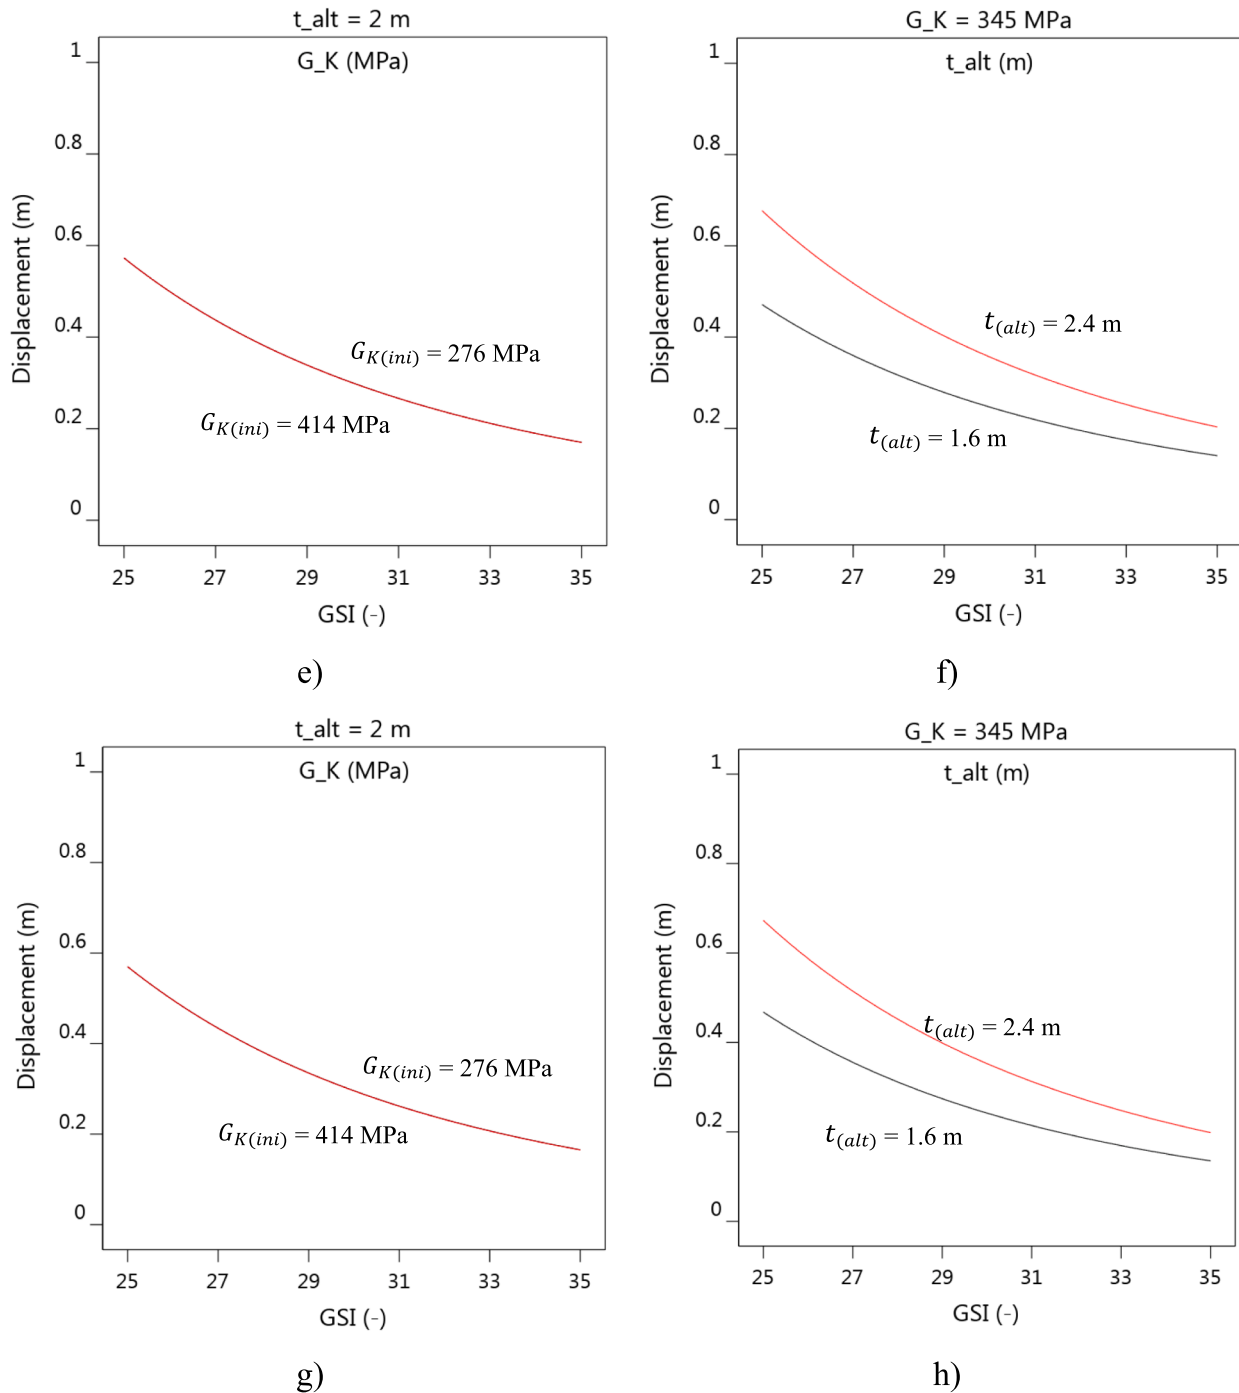 t_alt = 2 m
G_K (MPa)
1
0.8
0.6
0.4
0.2
0
Displacement (m)
G_K(ini) = 276 MPa
G_K(ini) = 414 MPa
25 27 29 31 33 35
GSI (-)
e)
G_K = 345 MPa
t_alt (m)
1
0.8
0.6
0.4
0.2
0
Displacement (m)
t_(alt) = 2.4 m
t_(alt) = 1.6 m
25 27 29 31 33 35
GSI (-)
f)
t_alt = 2 m
G_K (MPa)
1
0.8
0.6
0.4
0.2
0
Displacement (m)
G_K(ini) = 276 MPa
G_K(ini) = 414 MPa
25 27 29 31 33 35
GSI (-)
g)
G_K = 345 MPa
t_alt (m)
1
0.8
0.6
0.4
0.2
0
Displacement (m)
t_(alt) = 2.4 m
t_(alt) = 1.6 m
25 27 29 31 33 35
GSI (-)
h)